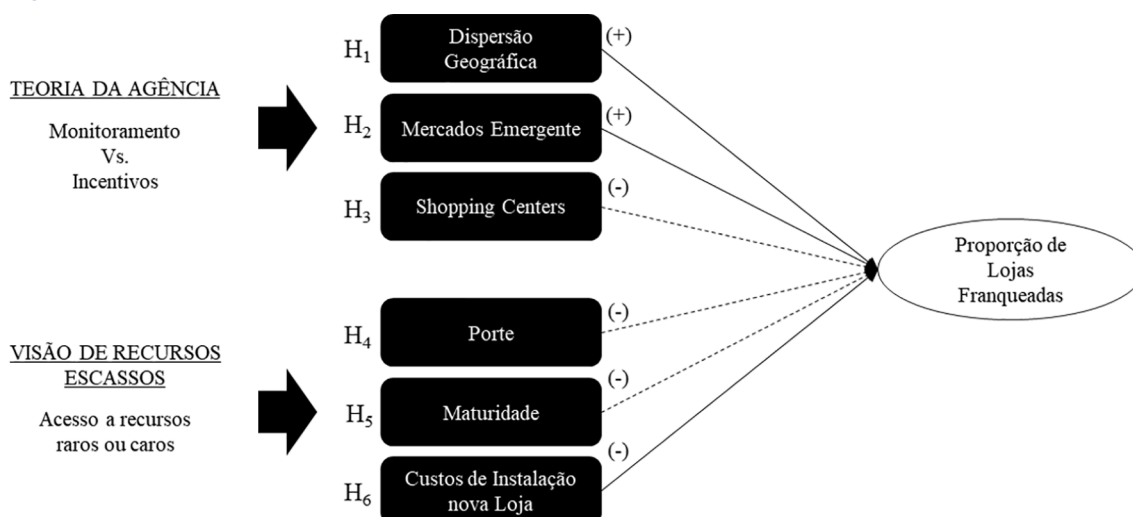 TEORIA DA AGÊNCIA
Monitoramento
Vs.
Incentivos
H1
Dispersão
Geográfica
(+)
H2
Mercados Emergente
(+)
H3
Shopping Centers
(-)
VISÃO DE RECURSOS
ESCASSOS
Acesso a recursos
raros ou caros
H4
Porte
(-)
H5
Maturidade
(-)
H6
Custos de Instalação
nova Loja
(-)
Proporção de
Lojas
Franqueadas